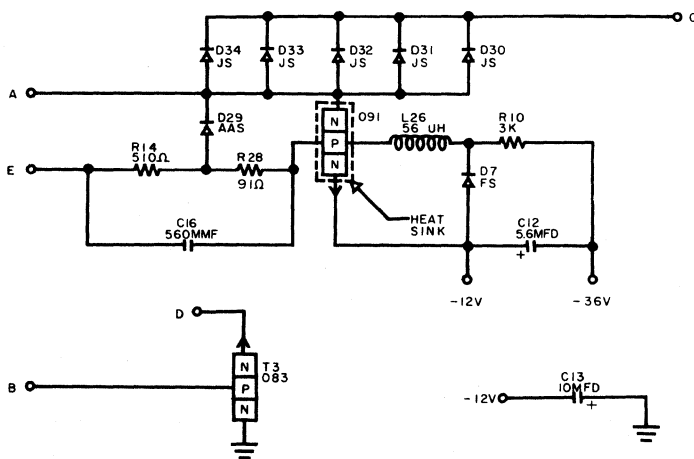 C
D34
JS
D33
JS
D32
JS
D31
JS
D30
JS
A
D29
AAS
N
P
N
091
L26
56 UH
R10
3K
E
R14
510Ω
R28
91Ω
D7
FS
C16
560MMF
HEAT
SINK
C12
5.6MFD
+
-12V
-36V
D
B
N
P
N
T3
083
-12V
C13
10MFD
+